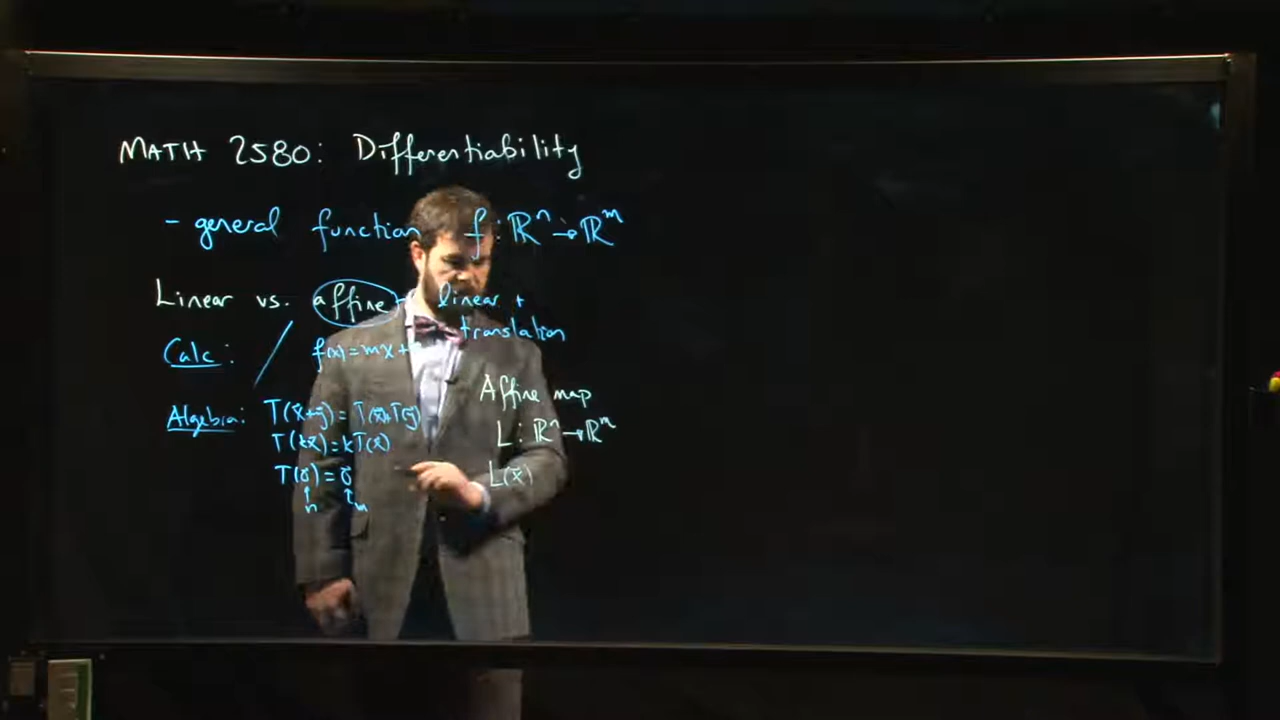 MATH 2580: Differentiability
- general function f: ℝⁿ → ℝᵐ
Linear vs. affine - linear +
translation
Calc: f(x) = mx +
Algebra: T(x⃗+y⃗) = T(x⃗)+T(y⃗)
T(kx⃗) = kT(x⃗)
T(0⃗) = 0⃗
↑ ↑
n m
Affine map
L: ℝⁿ → ℝᵐ
L(x⃗)